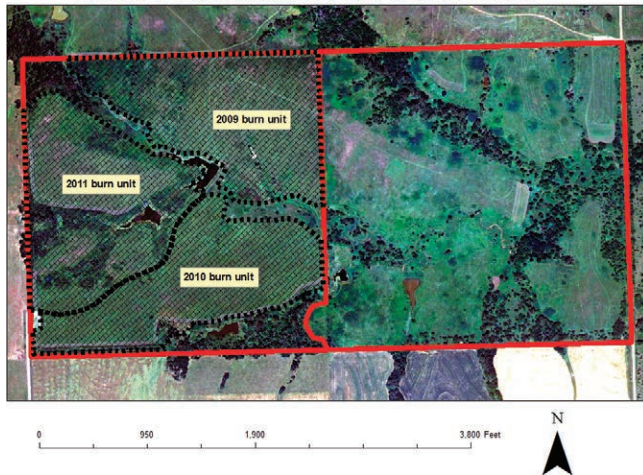 2009 burn unit
2011 burn unit
2010 burn unit
0 950 1,900 3,800 Feet
N